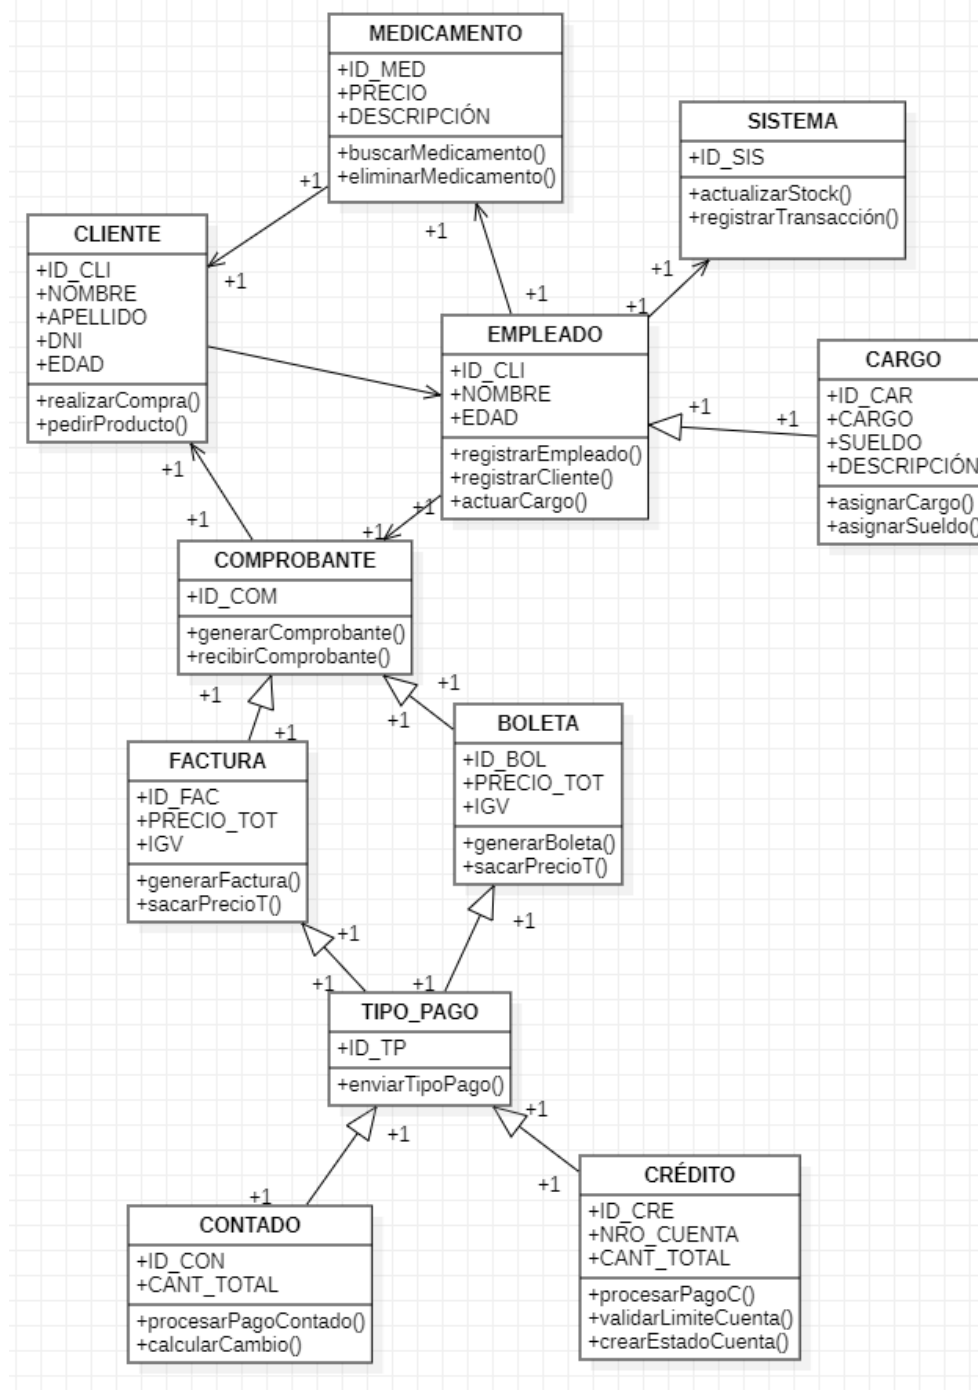 MEDICAMENTO
+ID_MED
+PRECIO
+DESCRIPCIÓN
+buscarMedicamento()
+eliminarMedicamento()
SISTEMA
+ID_SIS
+actualizarStock()
+registrarTransacción()
+1
+1
+1
+1
+1
+1
CLIENTE
+ID_CLI
+NOMBRE
+APELLIDO
+DNI
+EDAD
+realizarCompra()
+pedirProducto()
EMPLEADO
+ID_CLI
+NOMBRE
+EDAD
+registrarEmpleado()
+registrarCliente()
+actuarCargo()
+1
+1
CARGO
+ID_CAR
+CARGO
+SUELDO
+DESCRIPCIÓN
+asignarCargo()
+asignarSueldo()
+1
+1
+1
+1
COMPROBANTE
+ID_COM
+generarComprobante()
+recibirComprobante()
+1
+1
+1
+1
FACTURA
+ID_FAC
+PRECIO_TOT
+IGV
+generarFactura()
+sacarPrecioT()
BOLETA
+ID_BOL
+PRECIO_TOT
+IGV
+generarBoleta()
+sacarPrecioT()
+1
+1
+1
+1
TIPO_PAGO
+ID_TP
+enviarTipoPago()
+1
+1
+1
+1
CONTADO
+ID_CON
+CANT_TOTAL
+procesarPagoContado()
+calcularCambio()
CRÉDITO
+ID_CRE
+NRO_CUENTA
+CANT_TOTAL
+procesarPagoC()
+validarLimiteCuenta()
+crearEstadoCuenta()